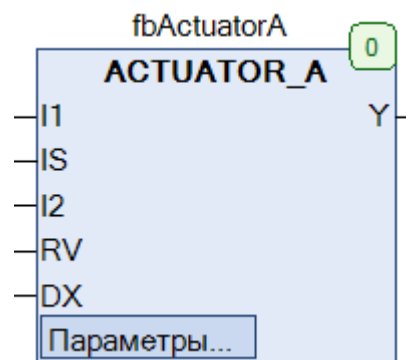 fbActuatorA
0
ACTUATOR_A
I1 Y
IS
I2
RV
DX
Параметры...